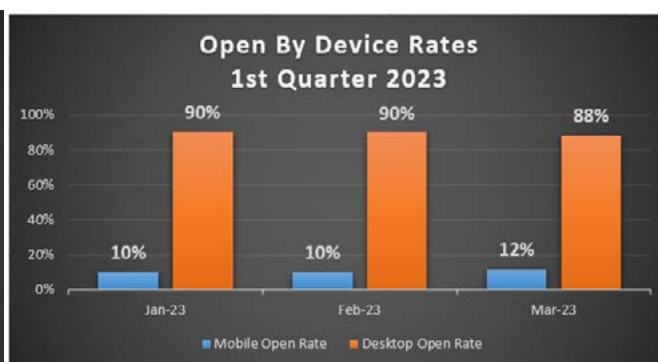 Open By Device Rates
1st Quarter 2023
100%
80%
60%
40%
20%
0%
90%
90%
88%
10%
10%
12%
Jan-23
Feb-23
Mar-23
Mobile Open Rate
Desktop Open Rate